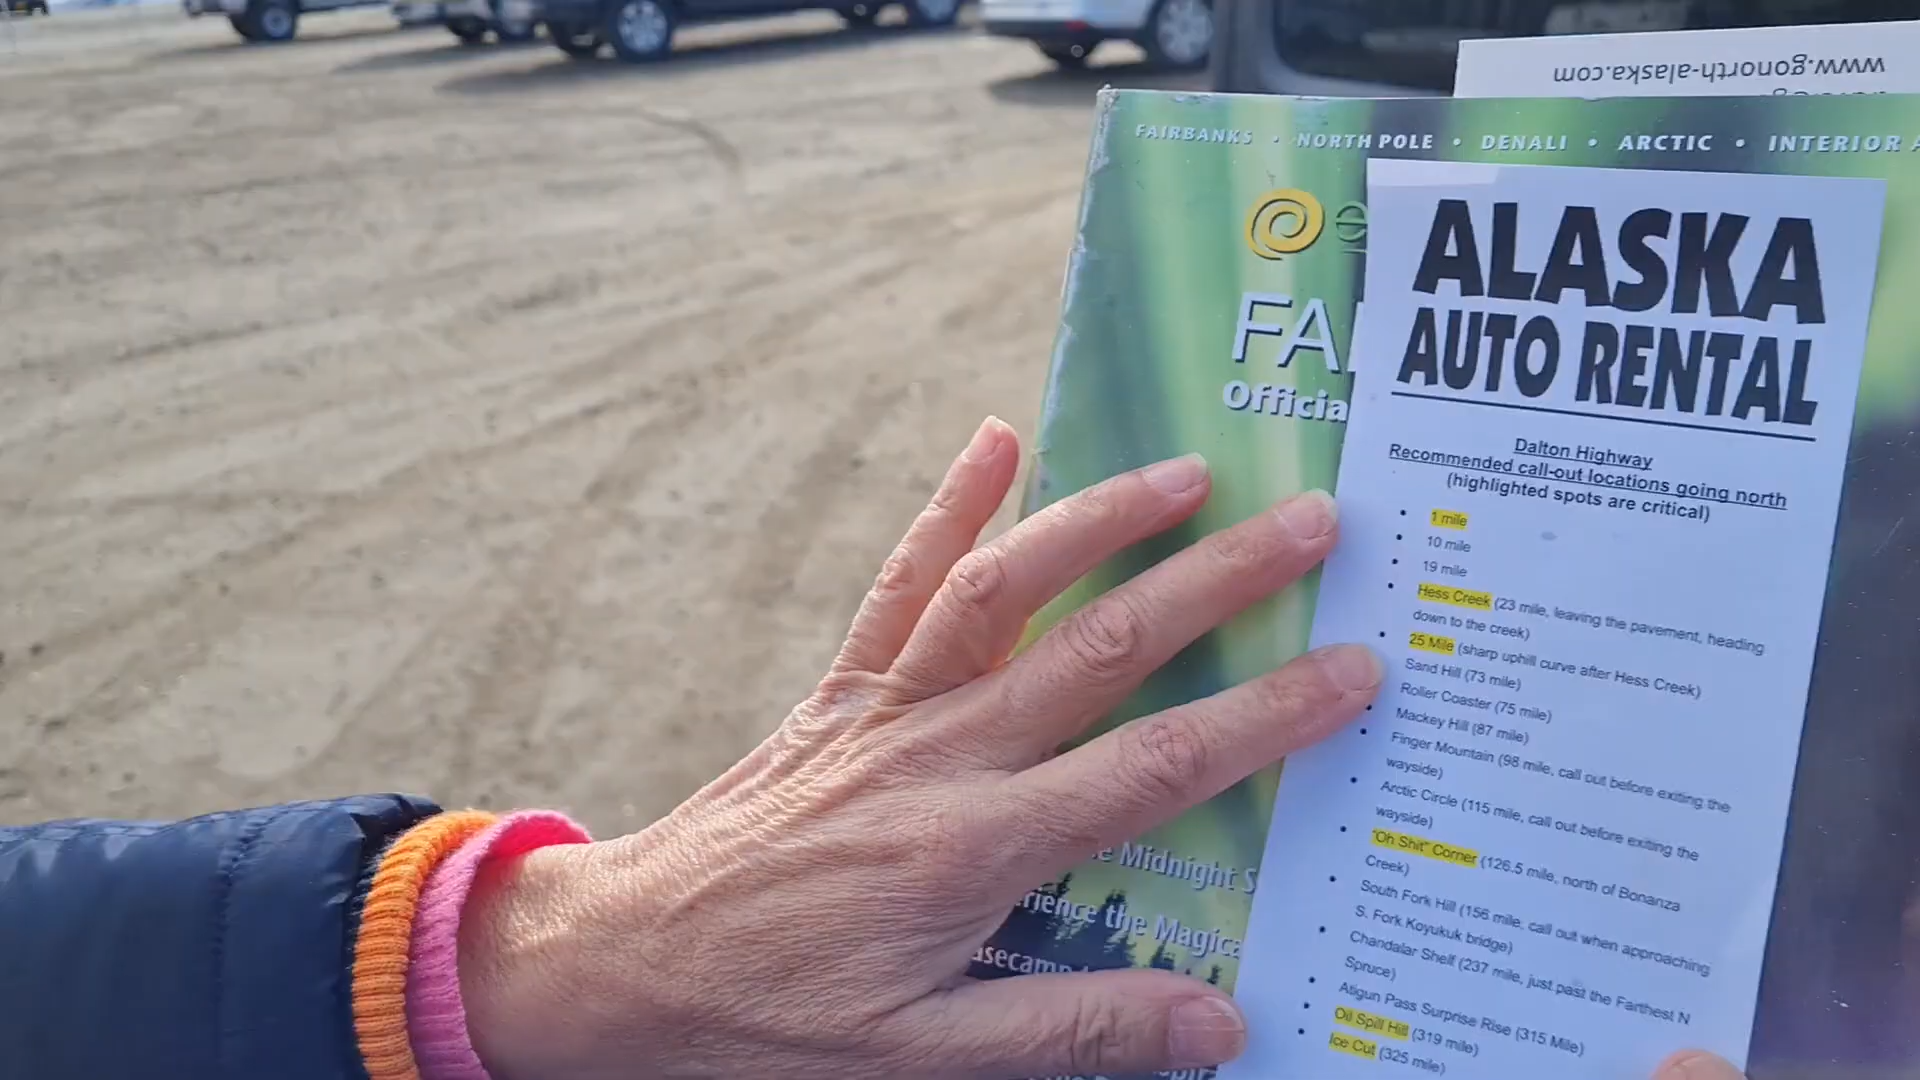 www.gonorth-alaska.com
FAIRBANKS • NORTH POLE • DENALI • ARCTIC • INTERIOR
e
FAI
Officia
e Midnight S
rience the Magica
asecamp
ALASKA
AUTO RENTAL
Dalton Highway
Recommended call-out locations going north
(highlighted spots are critical)
• 1 mile
• 10 mile
• 19 mile
• Hess Creek (23 mile, leaving the pavement, heading
down to the creek)
• 25 Mile (sharp uphill curve after Hess Creek)
Sand Hill (73 mile)
Roller Coaster (75 mile)
• Mackey Hill (87 mile)
• Finger Mountain (98 mile, call out before exiting the
wayside)
• Arctic Circle (115 mile, call out before exiting the
wayside)
• "Oh Shit" Corner (126.5 mile, north of Bonanza
Creek)
• South Fork Hill (156 mile, call out when approaching
S. Fork Koyukuk bridge)
• Chandalar Shelf (237 mile, just past the Farthest N
Spruce)
• Atigun Pass Surprise Rise (315 Mile)
• Oil Spill Hill (319 mile)
• Ice Cut (325 mile)